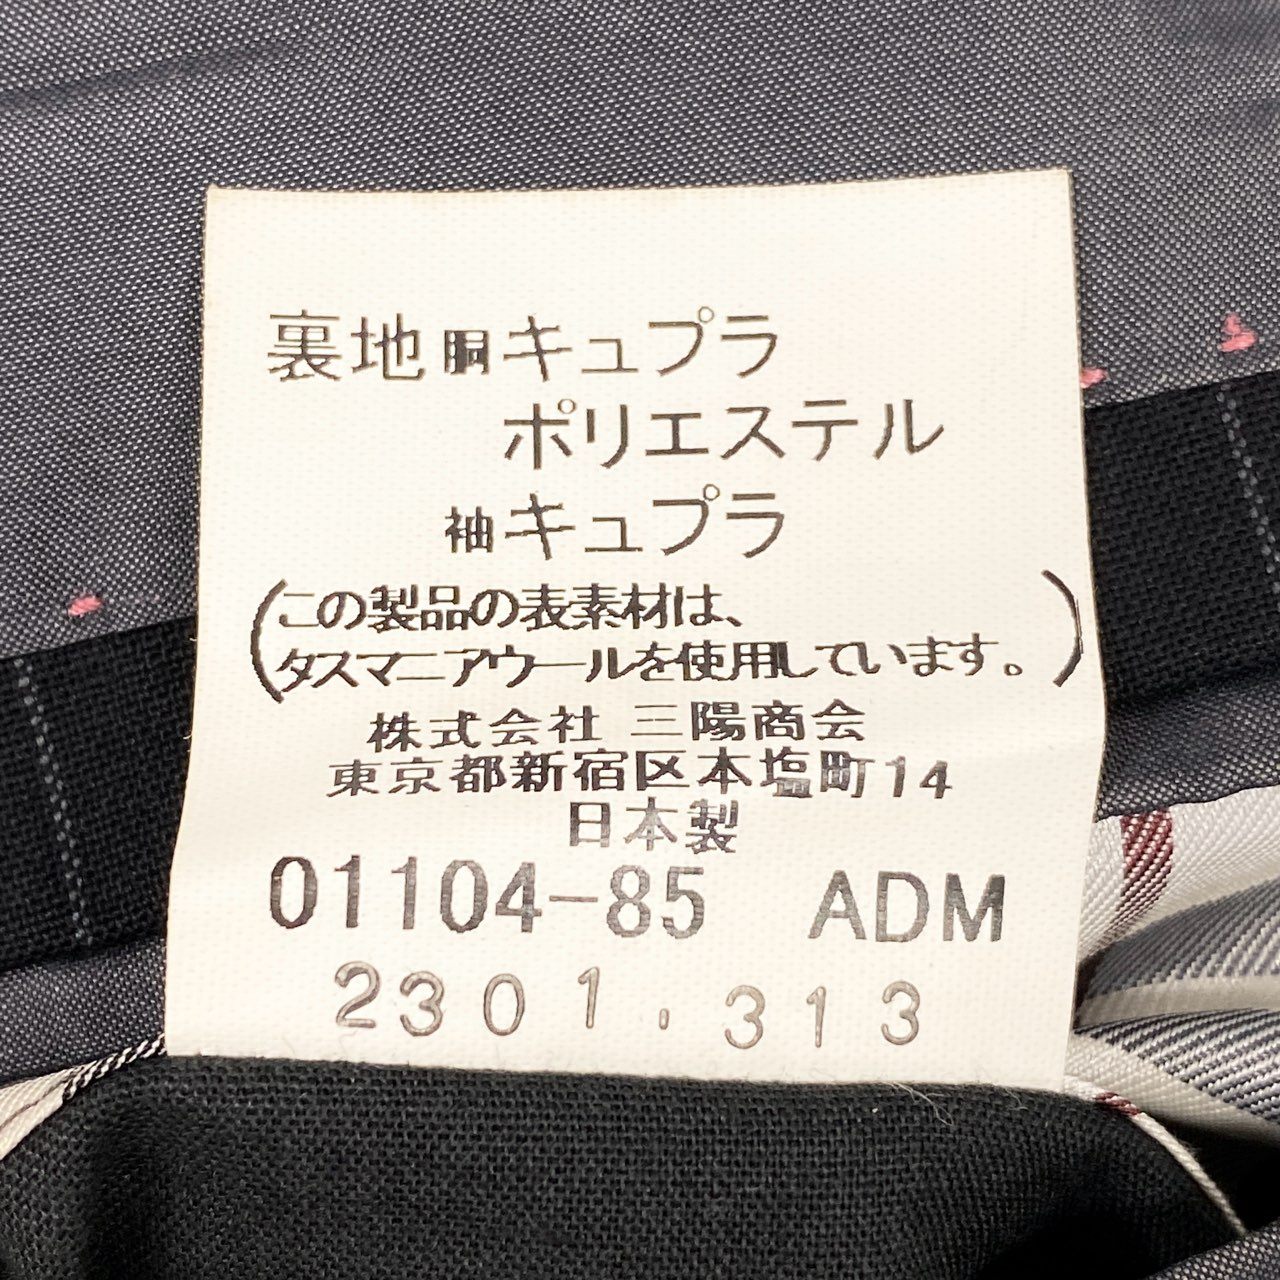 裏地 胴 キュプラ
ポリエステル
袖 キュプラ
(この製品の表素材は、
タスマニアウールを使用しています。)
株式会社 三陽商会
東京都新宿区本塩町14
日本製
01104-85 ADM
2301.313